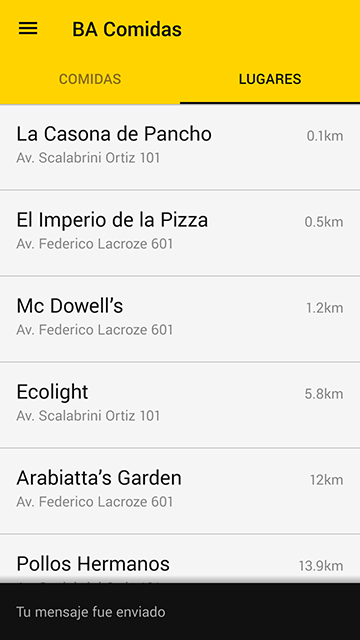 BA Comidas
COMIDAS LUGARES
La Casona de Pancho 0.1km
Av. Scalabrini Ortiz 101
El Imperio de la Pizza 0.5km
Av. Federico Lacroze 601
Mc Dowell’s 1.2km
Av. Federico Lacroze 601
Ecolight 5.8km
Av. Scalabrini Ortiz 101
Arabiatta’s Garden 12km
Av. Federico Lacroze 601
Pollos Hermanos 13.9km
Tu mensaje fue enviado